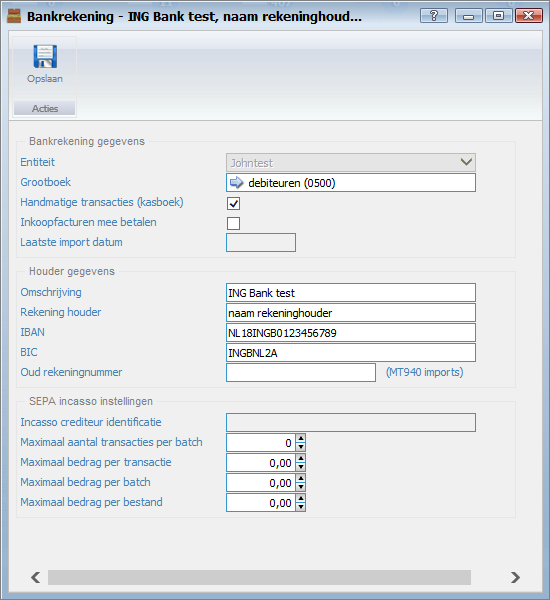 Bankrekening - ING Bank test, naam rekeninghoud...
Opslaan
Acties
Bankrekening gegevens
Entiteit Johntest
Grootboek debiteuren (0500)
Handmatige transacties (kasboek)
Inkoopfacturen mee betalen
Laatste import datum
Houder gegevens
Omschrijving ING Bank test
Rekening houder naam rekeninghouder
IBAN NL18INGB0123456789
BIC INGBNL2A
Oud rekeningnummer (MT940 imports)
SEPA incasso instellingen
Incasso crediteur identificatie
Maximaal aantal transacties per batch 0
Maximaal bedrag per transactie 0,00
Maximaal bedrag per batch 0,00
Maximaal bedrag per bestand 0,00